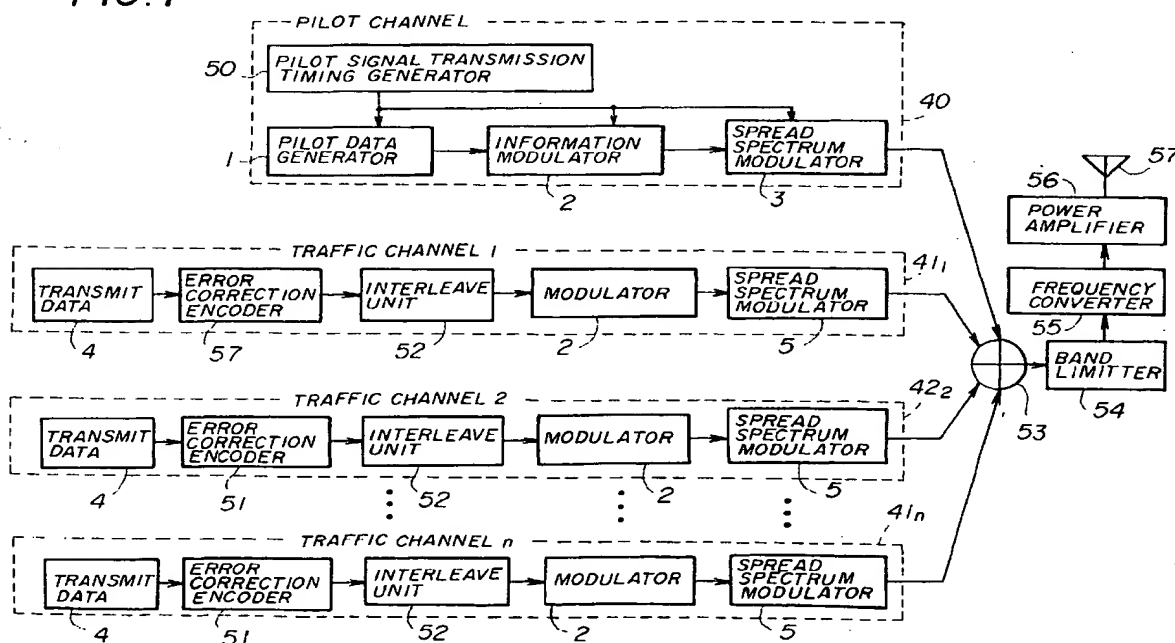 PILOT CHANNEL
50
PILOT SIGNAL TRANSMISSION
TIMING GENERATOR
40
PILOT DATA
GENERATOR
INFORMATION
MODULATOR
SPREAD
SPECTRUM
MODULATOR
1
2
3
57
56
POWER
AMPLIFIER
TRAFFIC CHANNEL 1
41₁
TRANSMIT
DATA
ERROR
CORRECTION
ENCODER
INTERLEAVE
UNIT
MODULATOR
SPREAD
SPECTRUM
MODULATOR
4
57
52
2
5
FREQUENCY
CONVERTER
55
BAND
LIMITTER
54
53
TRAFFIC CHANNEL 2
42₂
TRANSMIT
DATA
ERROR
CORRECTION
ENCODER
INTERLEAVE
UNIT
MODULATOR
SPREAD
SPECTRUM
MODULATOR
4
51
52
2
5
TRAFFIC CHANNEL n
41ₙ
TRANSMIT
DATA
ERROR
CORRECTION
ENCODER
INTERLEAVE
UNIT
MODULATOR
SPREAD
SPECTRUM
MODULATOR
4
51
52
2
5